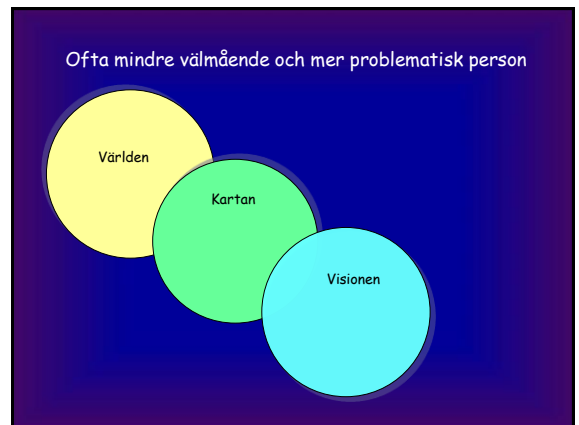 Ofta mindre välmående och mer problematisk person
Världen
Kartan
Visionen